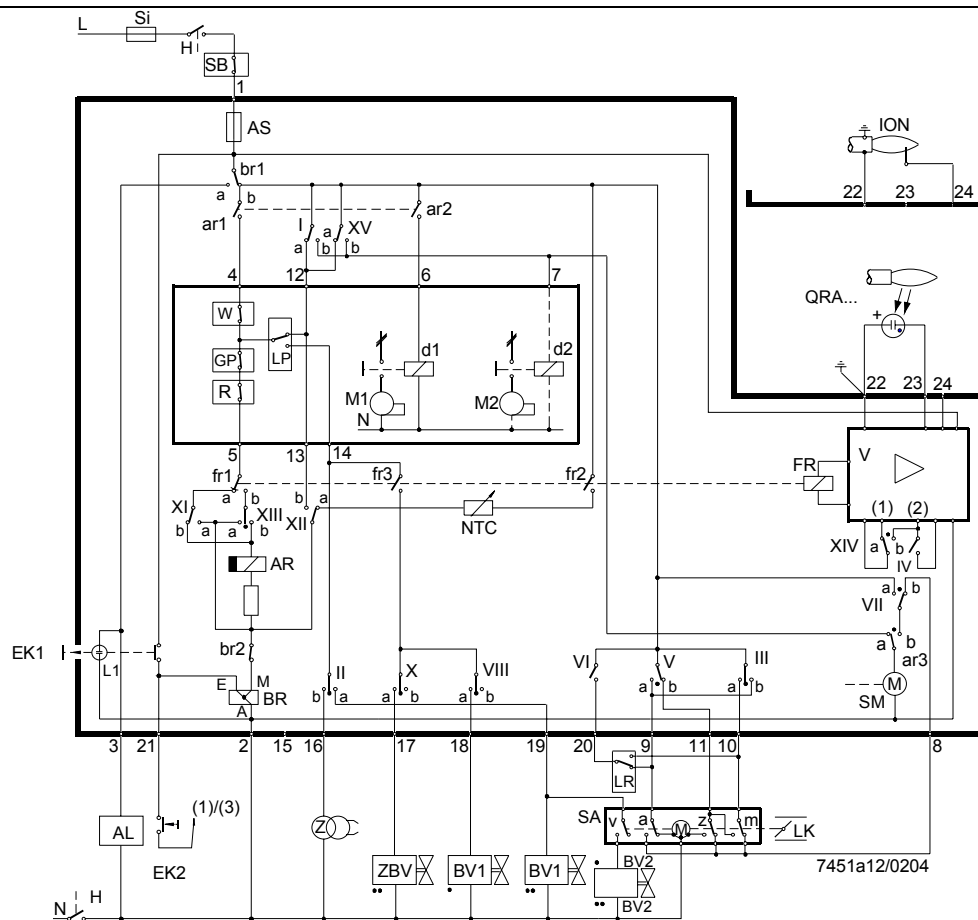 L Si
H
SB
1
AS
ION
22 23 24
br1
a b
ar1 I a XV ar2
a b b
4 12 6 7
QRA...
+
W
LP
GP
d1 d2
R
M1 M2
N
22 23 24
V
5 13 14
fr1 fr3 fr2 FR
a b b a
XI XIII XII NTC
b a a b
(1) (2)
XIV a b IV
AR
a b
VII
br2
a b
ar3
EK1 L1
E M
BR
A
II X VIII VI V III
b a a b a b a b a b
M
SM
3 21 2 15 16 17 18 19 20 9 11 10 8
LR
(1)/(3)
AL
EK2
Z
SA v a M z m LK
7451a12/0204
ZBV BV1 BV1 BV2
BV2
H
N